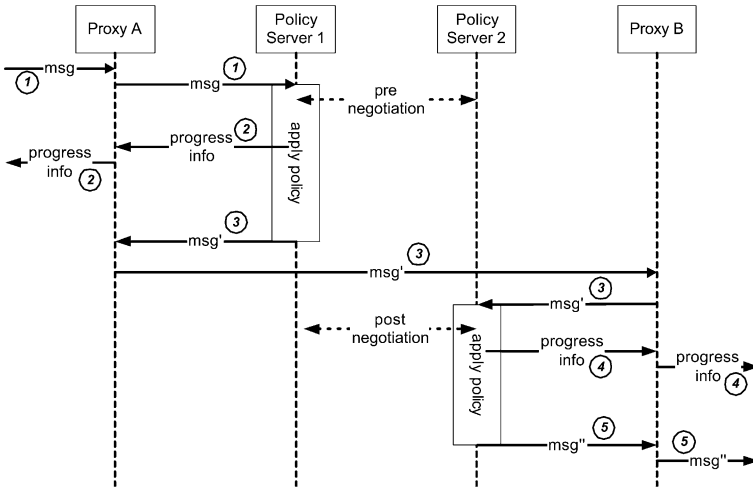 Proxy A
Policy
Server 1
Policy
Server 2
Proxy B
msg
1
msg
1
pre
negotiation
progress
info
2
apply policy
progress
info
2
msg'
3
msg'
3
msg'
3
post
negotiation
apply policy
progress
info
4
progress
info
4
msg"
5
msg"
5